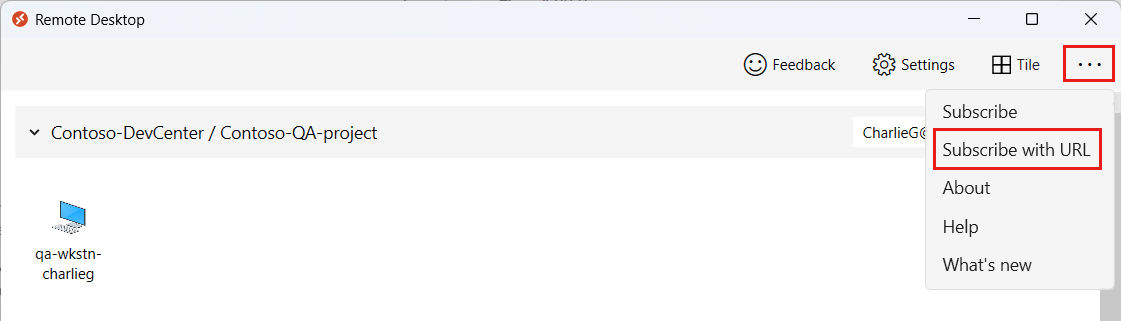 Remote Desktop
Feedback
Settings
Tile
Subscribe
Contoso-DevCenter / Contoso-QA-project
CharlieG@
Subscribe with URL
About
Help
What's new
qa-wkstn-
charlieg